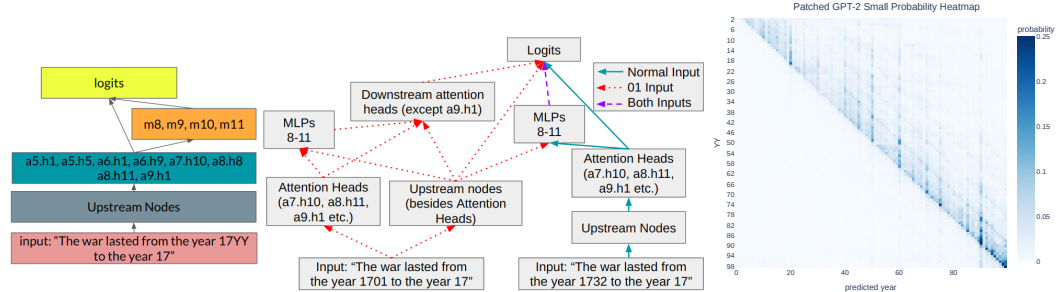 logits
m8, m9, m10, m11
a5.h1, a5.h5, a6.h1, a6.h9, a7.h10, a8.h8
a8.h11, a9.h1
Upstream Nodes
input: “The war lasted from the year 17YY
to the year 17”
Logits
Normal Input
01 Input
Both Inputs
Downstream attention
heads (except a9.h1)
MLPs
8-11
MLPs
8-11
Attention Heads
(a7.h10, a8.h11,
a9.h1 etc.)
Upstream nodes
(besides Attention
Heads)
Attention Heads
(a7.h10, a8.h11,
a9.h1 etc.)
Upstream Nodes
Input: “The war lasted from
the year 1701 to the year 17”
Input: “The war lasted from
the year 1732 to the year 17”
Patched GPT-2 Small Probability Heatmap
probability
0.25
0.2
0.15
0.1
0.05
0
YY
2
6
10
14
18
22
26
30
34
38
42
46
50
54
58
62
66
70
74
78
82
86
90
94
98
0
20
40
60
80
predicted year